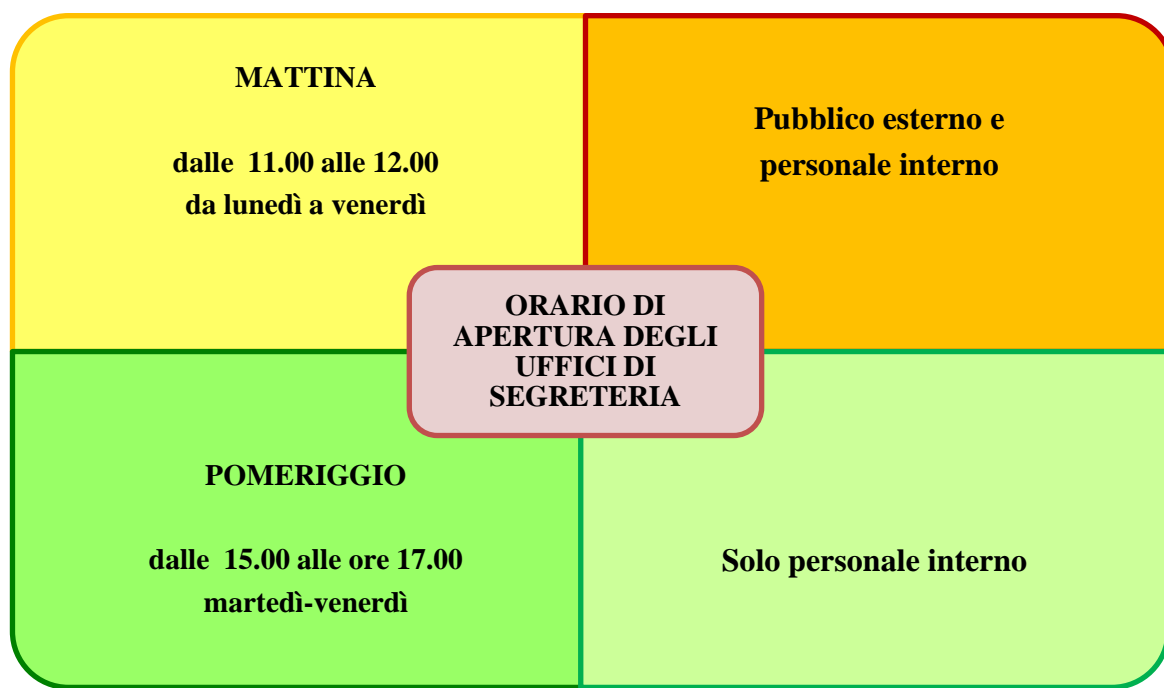 MATTINA
dalle 11.00 alle 12.00
da lunedì a venerdì
Pubblico esterno e
personale interno
ORARIO DI
APERTURA DEGLI
UFFICI DI
SEGRETERIA
POMERIGGIO
dalle 15.00 alle ore 17.00
martedì-venerdì
Solo personale interno